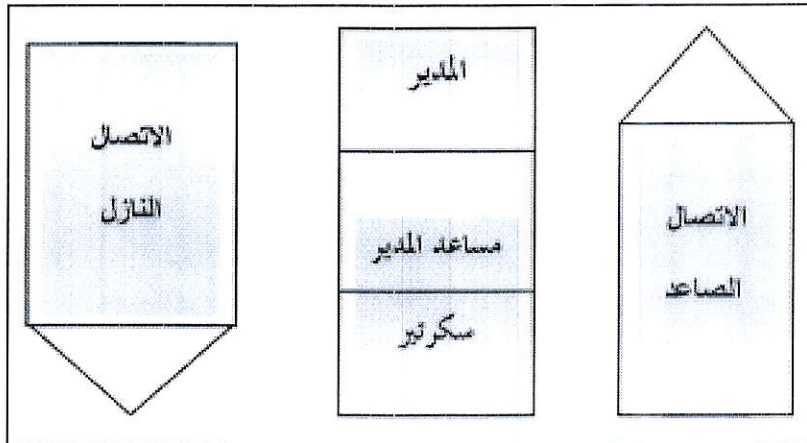 الاتصال
الصاعد
المدير
مساعد المدير
سكرتير
الاتصال
النازل